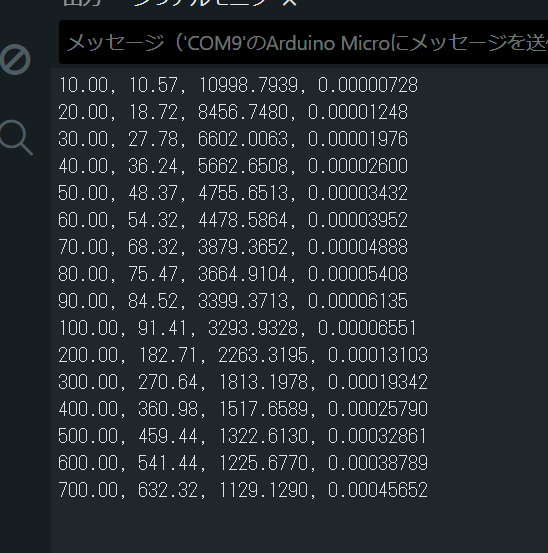 メッセージ（'COM9'のArduino Microにメッセージを送
10.00, 10.57, 10998.7939, 0.00000728
20.00, 18.72, 8456.7480, 0.00001248
30.00, 27.78, 6602.0063, 0.00001976
40.00, 36.24, 5662.6508, 0.00002600
50.00, 48.37, 4755.6513, 0.00003432
60.00, 54.32, 4478.5864, 0.00003952
70.00, 68.32, 3879.3652, 0.00004888
80.00, 75.47, 3664.9104, 0.00005408
90.00, 84.52, 3399.3713, 0.00006135
100.00, 91.41, 3293.9328, 0.00006551
200.00, 182.71, 2263.3195, 0.00013103
300.00, 270.64, 1813.1978, 0.00019342
400.00, 360.98, 1517.6589, 0.00025790
500.00, 459.44, 1322.6130, 0.00032861
600.00, 541.44, 1225.6770, 0.00038789
700.00, 632.32, 1129.1290, 0.00045652